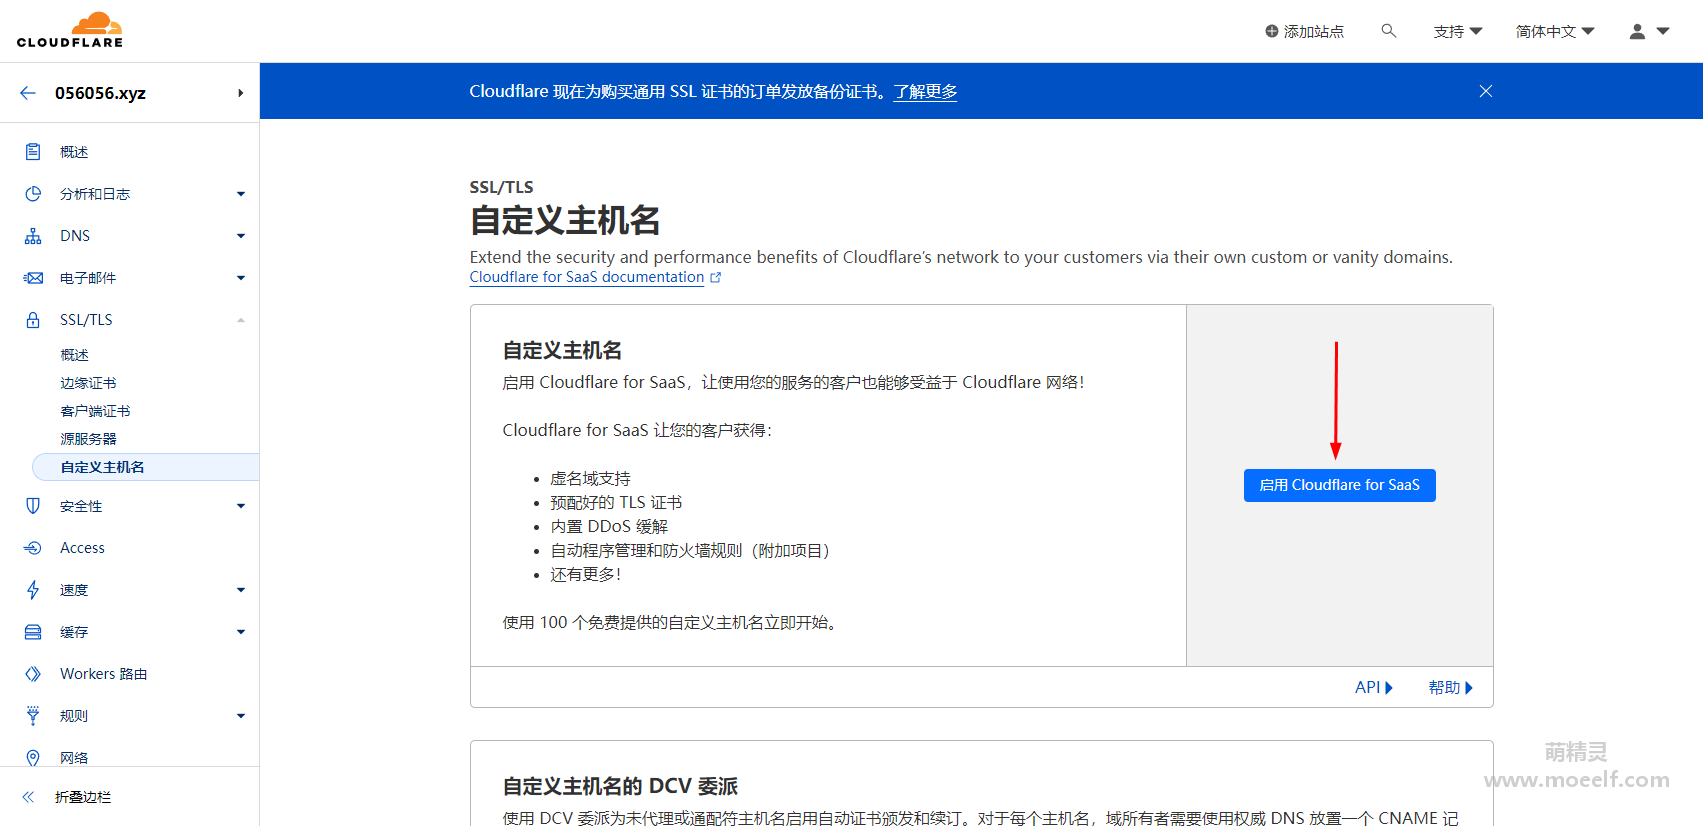 CLOUDFLARE
添加站点
支持
简体中文
056056.xyz
Cloudflare 现在为购买通用 SSL 证书的订单发放备份证书。了解更多
概述
分析和日志
DNS
电子邮件
SSL/TLS
概述
边缘证书
客户端证书
源服务器
自定义主机名
安全性
Access
速度
缓存
Workers 路由
规则
网络
折叠边栏
SSL/TLS
自定义主机名
Extend the security and performance benefits of Cloudflare's network to your customers via their own custom or vanity domains.
Cloudflare for SaaS documentation
自定义主机名
启用 Cloudflare for SaaS，让使用您的服务的客户也能够受益于 Cloudflare 网络！
Cloudflare for SaaS 让您的客户获得：
虚名域支持
预配好的 TLS 证书
内置 DDoS 缓解
自动程序管理和防火墙规则（附加项目）
还有更多！
使用 100 个免费提供的自定义主机名立即开始。
启用 Cloudflare for SaaS
API
帮助
自定义主机名的 DCV 委派
使用 DCV 委派为未代理或通配符主机名启用自动证书颁发和续订。对于每个主机名，域所有者需要使用权威 DNS 放置一个 CNAME 记
萌精灵
www.moeelf.com